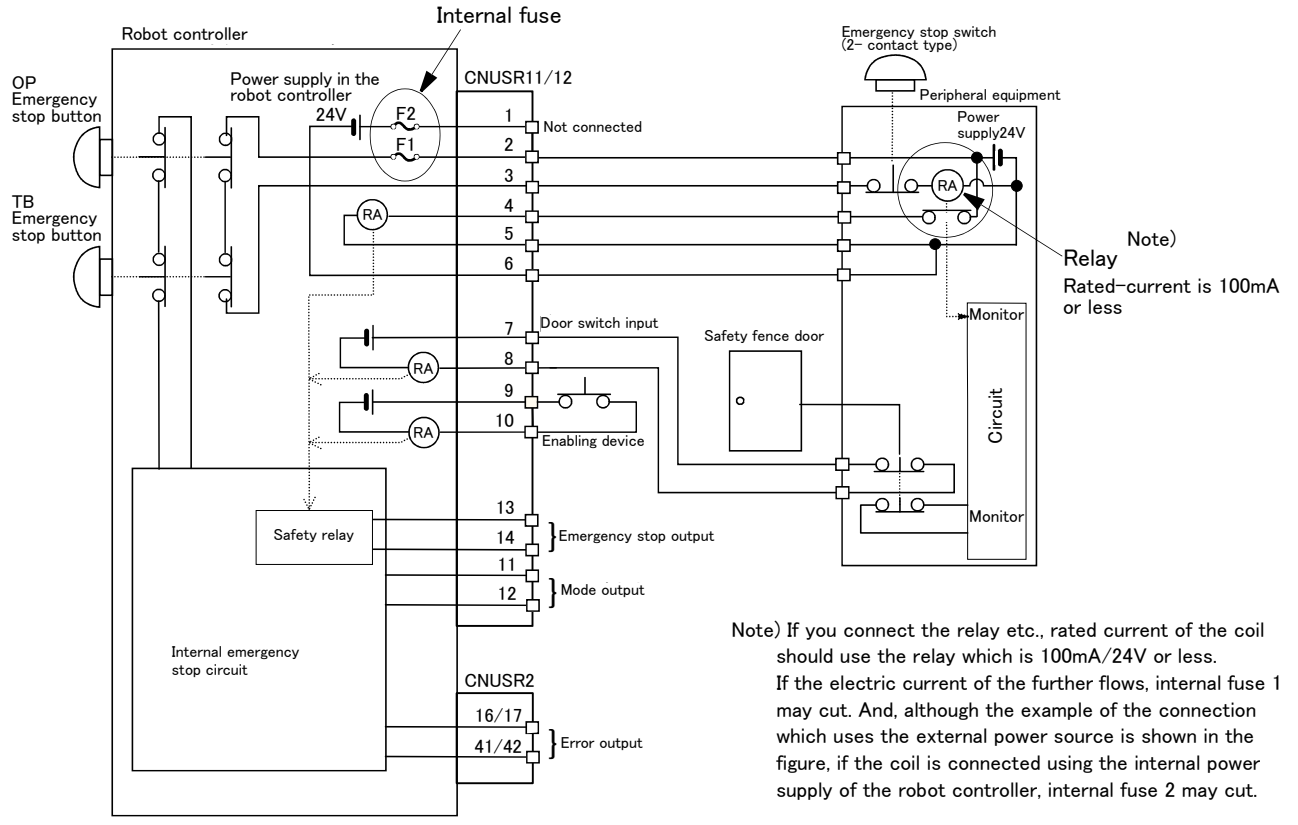 Internal fuse
Robot controller
Emergency stop switch
(2- contact type)
OP
Emergency
stop button
Power supply in the
robot controller
24V
CNUSR11/12
Peripheral equipment
Power
supply24V
F2
1
Not connected
F1
2
3
RA
TB
Emergency
stop button
RA
4
5
6
Note)
Relay
Rated-current is 100mA
or less
7
Door switch input
Safety fence door
Monitor
8
RA
9
10
RA
Enabling device
Circuit
Monitor
13
Safety relay
14
Emergency stop output
11
12
Mode output
Internal emergency
stop circuit
CNUSR2
16/17
41/42
Error output
Note) If you connect the relay etc., rated current of the coil
should use the relay which is 100mA/24V or less.
If the electric current of the further flows, internal fuse 1
may cut. And, although the example of the connection
which uses the external power source is shown in the
figure, if the coil is connected using the internal power
supply of the robot controller, internal fuse 2 may cut.